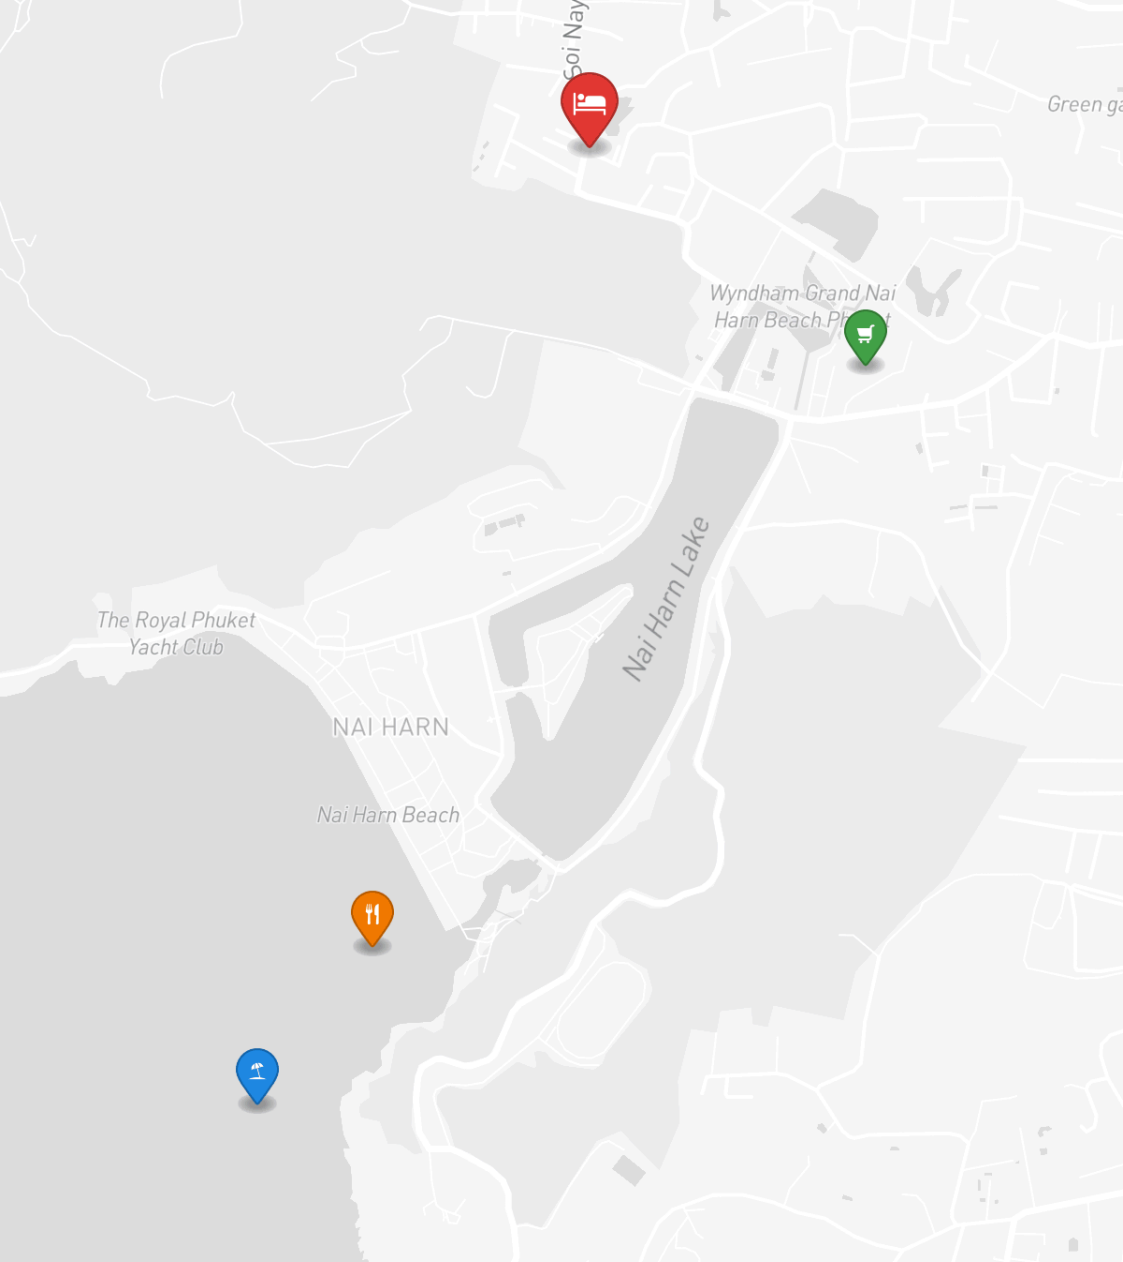 Soi Nay
Green ga
Wyndham Grand Nai
Harn Beach Phuket
Nai Harn Lake
The Royal Phuket
Yacht Club
NAI HARN
Nai Harn Beach